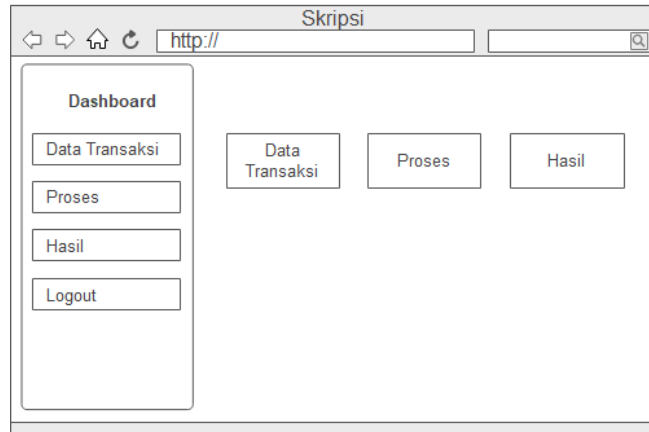 Skripsi
http://
Dashboard
Data Transaksi
Proses
Hasil
Logout
Data
Transaksi
Proses
Hasil